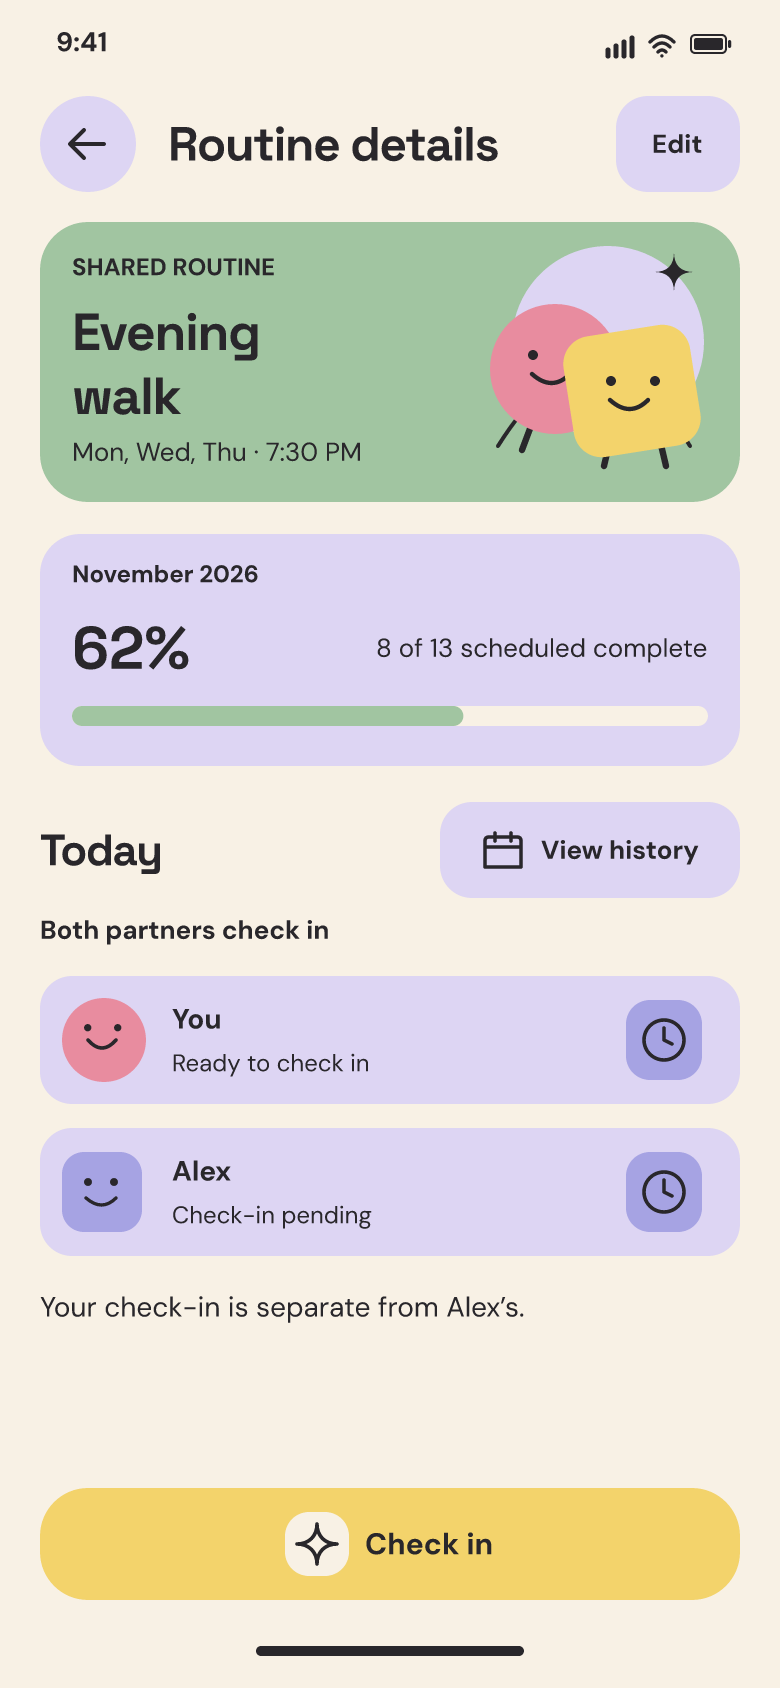 9:41
Routine details
Edit
SHARED ROUTINE
Evening
walk
Mon, Wed, Thu · 7:30 PM
November 2026
62%
8 of 13 scheduled complete
Today
View history
Both partners check in
You
Ready to check in
Alex
Check-in pending
Your check-in is separate from Alex’s.
Check in